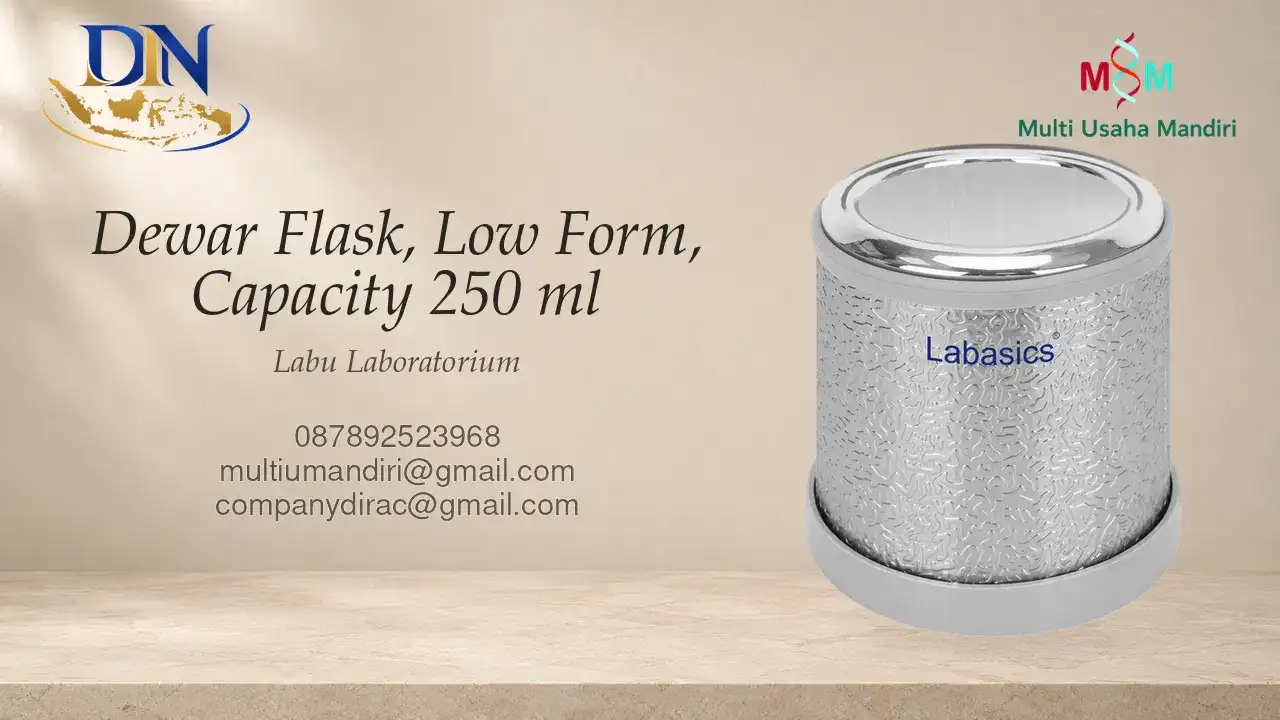 DN
M M
Multi Usaha Mandiri
Dewar Flask, Low Form,
Capacity 250 ml
Labu Laboratorium
087892523968
multiumandiri@gmail.com
companydirac@gmail.com
Labasics®